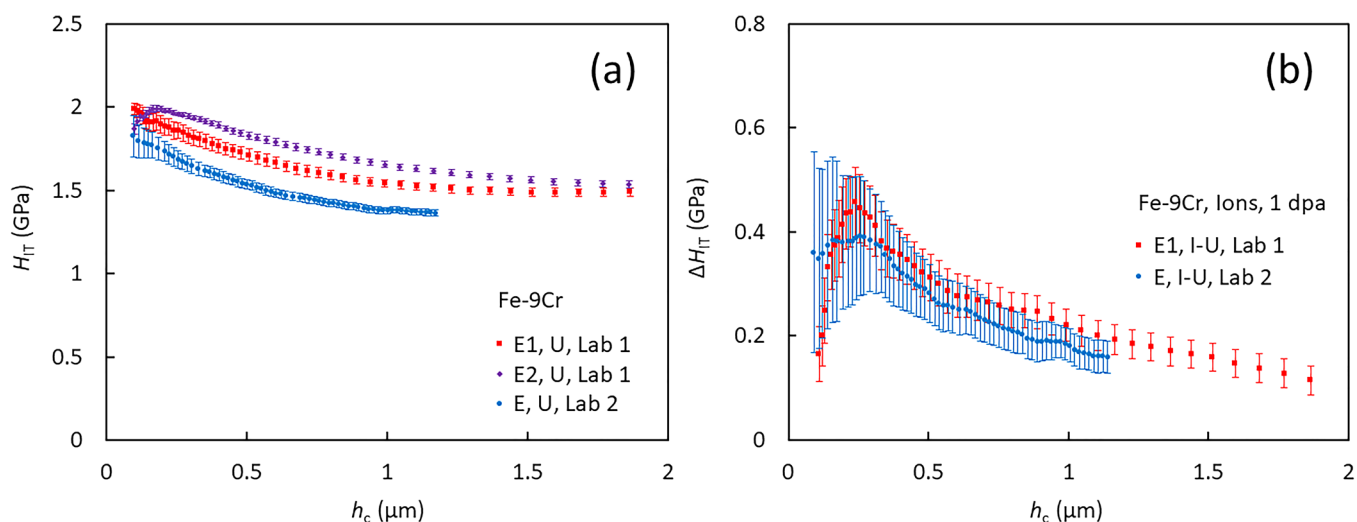 2.5
2
1.5
1
0.5
0
0
0.5
1
1.5
2
H_IT (GPa)
h_c (μm)
(a)
Fe-9Cr
E1, U, Lab 1
E2, U, Lab 1
E, U, Lab 2
0.8
0.6
0.4
0.2
0
0
0.5
1
1.5
2
ΔH_IT (GPa)
h_c (μm)
(b)
Fe-9Cr, Ions, 1 dpa
E1, I-U, Lab 1
E, I-U, Lab 2